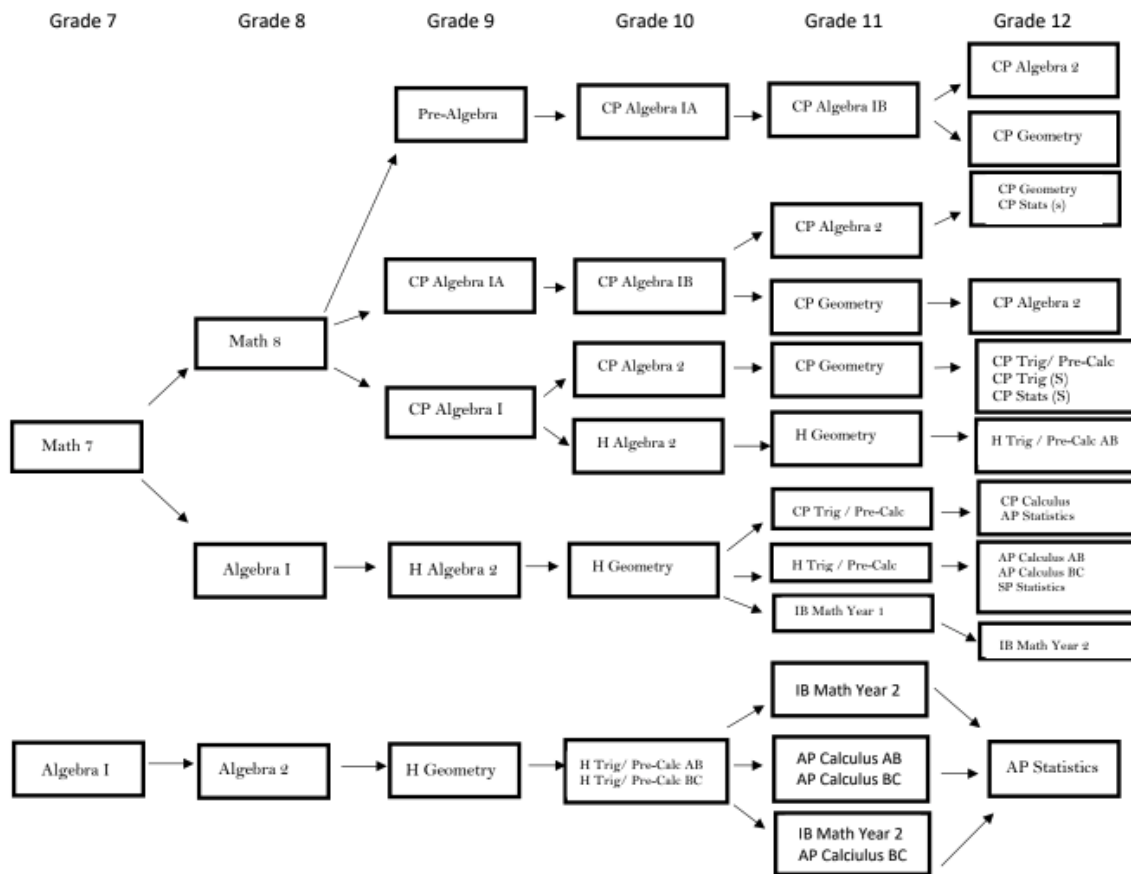 Grade 7
Grade 8
Grade 9
Grade 10
Grade 11
Grade 12
Pre-Algebra
CP Algebra IA
CP Algebra IB
CP Algebra 2
CP Geometry
CP Geometry
CP Stats (s)
CP Algebra 2
CP Algebra IA
CP Algebra IB
CP Geometry
CP Algebra 2
Math 8
CP Algebra 2
CP Geometry
CP Trig/ Pre-Calc
CP Trig (S)
CP Stats (S)
CP Algebra I
Math 7
H Algebra 2
H Geometry
H Trig / Pre-Calc AB
CP Trig / Pre-Calc
CP Calculus
AP Statistics
Algebra I
H Algebra 2
H Geometry
H Trig / Pre-Calc
AP Calculus AB
AP Calculus BC
SP Statistics
IB Math Year 1
IB Math Year 2
IB Math Year 2
Algebra I
Algebra 2
H Geometry
H Trig/ Pre-Calc AB
H Trig/ Pre-Calc BC
AP Calculus AB
AP Calculus BC
AP Statistics
IB Math Year 2
AP Calciulus BC